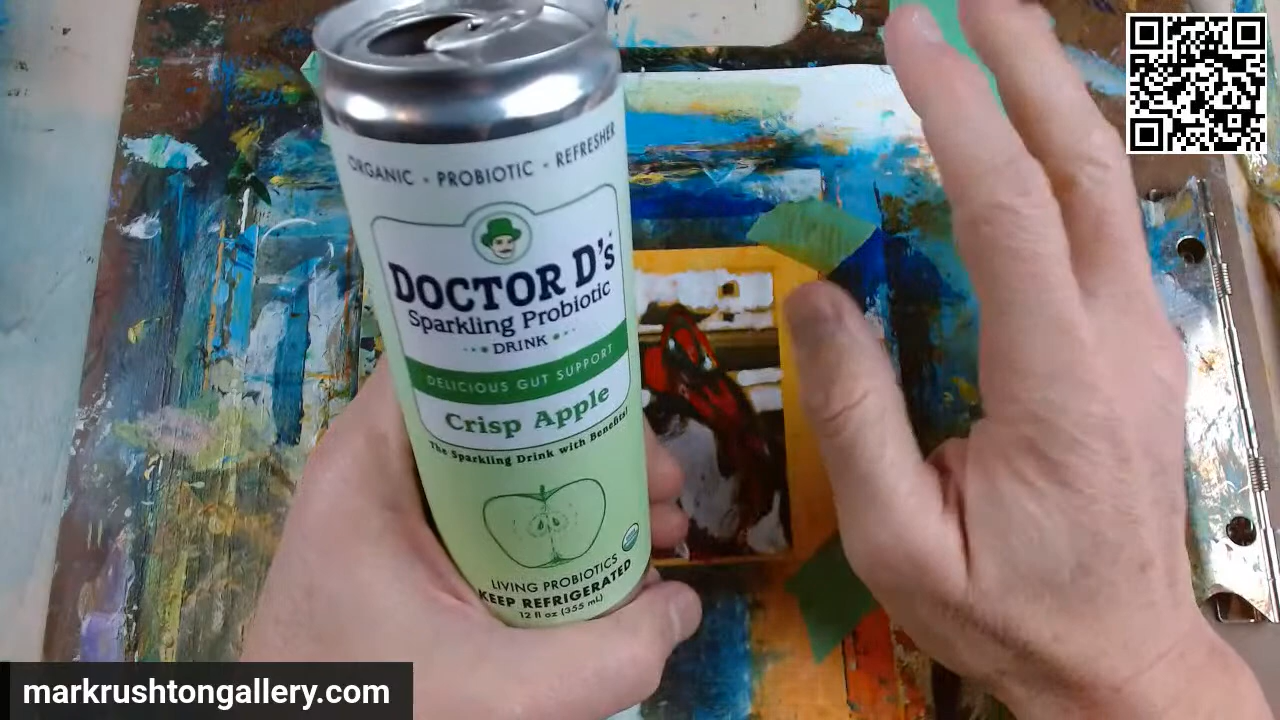 ORGANIC • PROBIOTIC • REFRESHER
DOCTOR D's
Sparkling Probiotic
DRINK
DELICIOUS GUT SUPPORT
Crisp Apple
The Sparkling Drink with Benefits!
LIVING PROBIOTICS
KEEP REFRIGERATED
12 fl oz (355 mL)
markrushtongallery.com